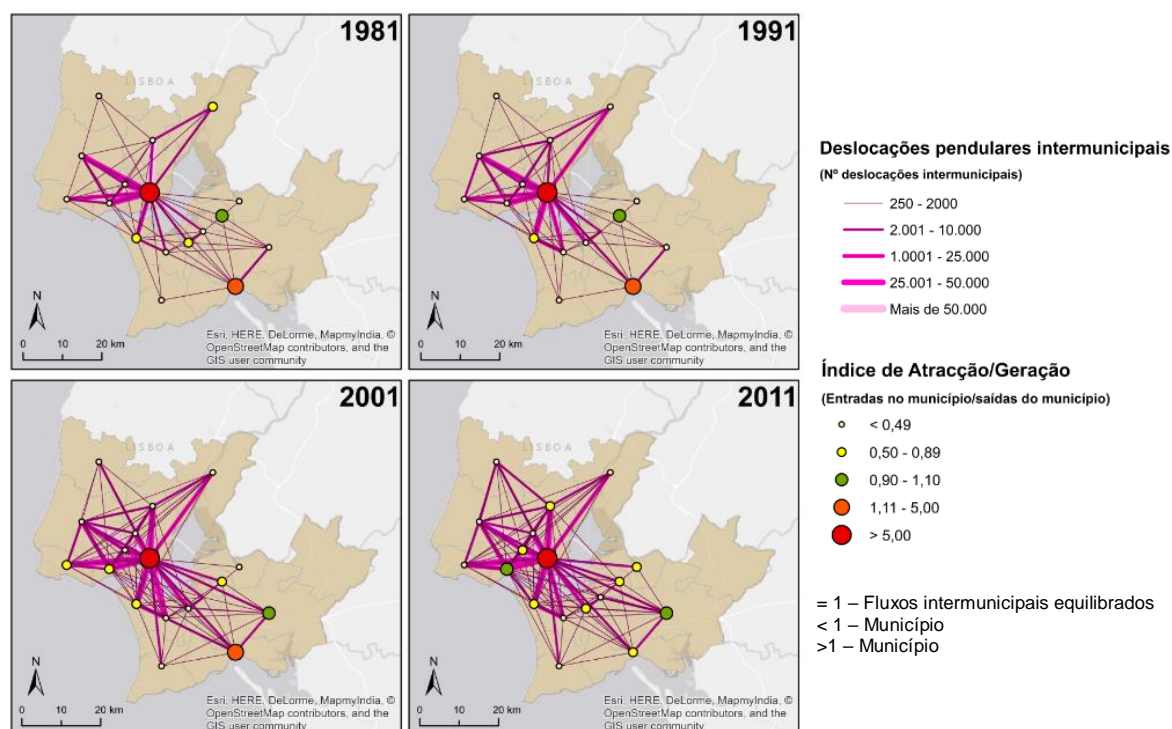 1981
LISBOA
N
0 10 20 km
Esri, HERE, DeLorme, MapmyIndia, ©
OpenStreetMap contributors, and the
GIS user community
1991
LISBOA
N
0 10 20 km
Esri, HERE, DeLorme, MapmyIndia, ©
OpenStreetMap contributors, and the
GIS user community
2001
LISBOA
N
0 10 20 km
Esri, HERE, DeLorme, MapmyIndia, ©
OpenStreetMap contributors, and the
GIS user community
2011
LISBOA
N
0 10 20 km
Esri, HERE, DeLorme, MapmyIndia, ©
OpenStreetMap contributors, and the
GIS user community
Deslocações pendulares intermunicipais
(Nº deslocações intermunicipais)
250 - 2000
2.001 - 10.000
1.0001 - 25.000
25.001 - 50.000
Mais de 50.000
Índice de Atracção/Geração
(Entradas no município/saídas do município)
< 0,49
0,50 - 0,89
0,90 - 1,10
1,11 - 5,00
> 5,00
= 1 – Fluxos intermunicipais equilibrados
< 1 – Município
>1 – Município